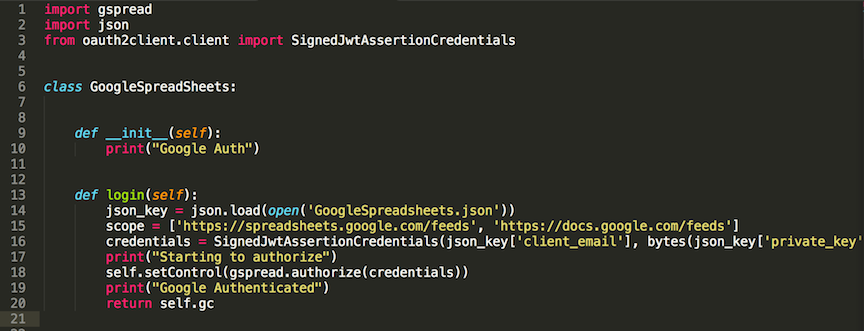 1 import gspread
2 import json
3 from oauth2client.client import SignedJwtAssertionCredentials
4
5
6 class GoogleSpreadSheets:
7
8
9 def __init__(self):
10 print("Google Auth")
11
12
13 def login(self):
14 json_key = json.load(open('GoogleSpreadsheets.json'))
15 scope = ['https://spreadsheets.google.com/feeds', 'https://docs.google.com/feeds']
16 credentials = SignedJwtAssertionCredentials(json_key['client_email'], bytes(json_key['private_key'
17 print("Starting to authorize")
18 self.setControl(gspread.authorize(credentials))
19 print("Google Authenticated")
20 return self.gc
21
22